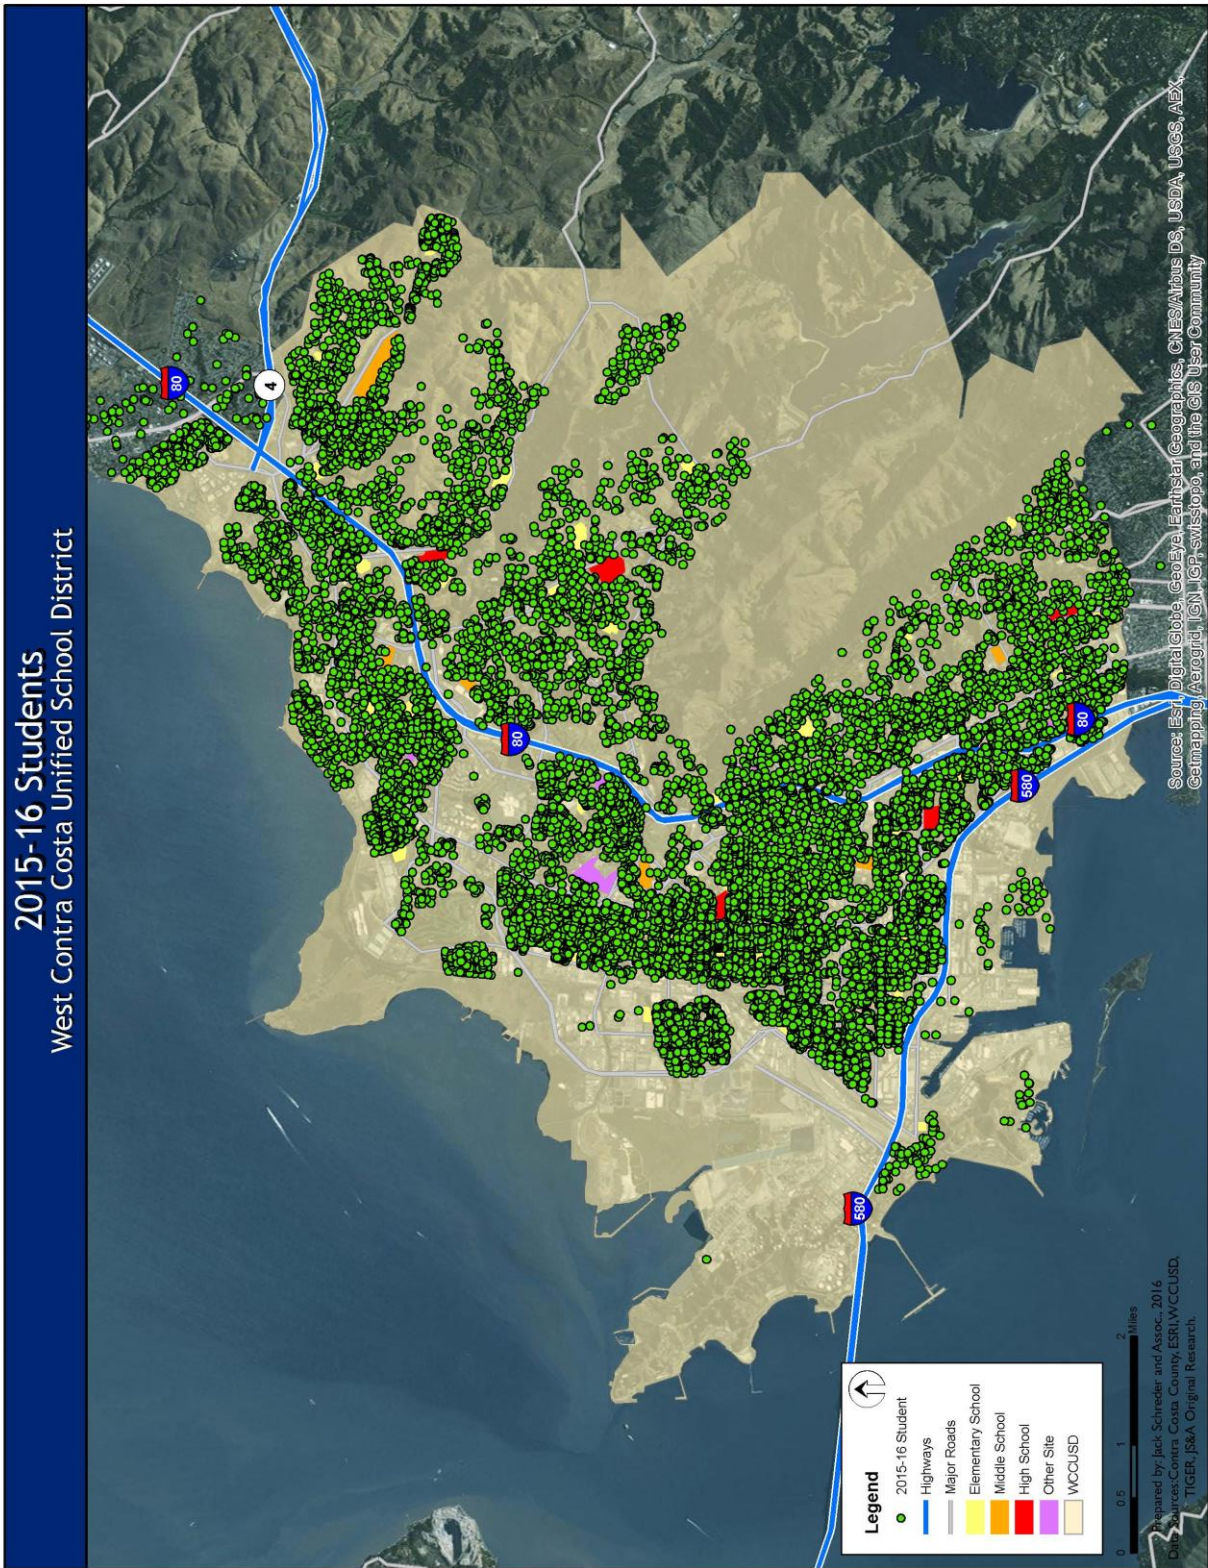 2015-16 Students
West Contra Costa Unified School District
80
4
80
80
580
580
Legend
2015-16 Student
Highways
Major Roads
Elementary School
Middle School
High School
Other Site
WCCUSD
0 0.5 1 2
Miles
Prepared by: Jack Schreder and Assoc., 2016
Data Sources:Contra Costa County, ESRI,WCCUSD,
TIGER, JS&A Original Research.
Source: Esri, DigitalGlobe, GeoEye, Earthstar Geographics, CNES/Airbus DS, USDA, USGS, AEX,
Getmapping, Aerogrid, IGN, IGP, swisstopo, and the GIS User Community